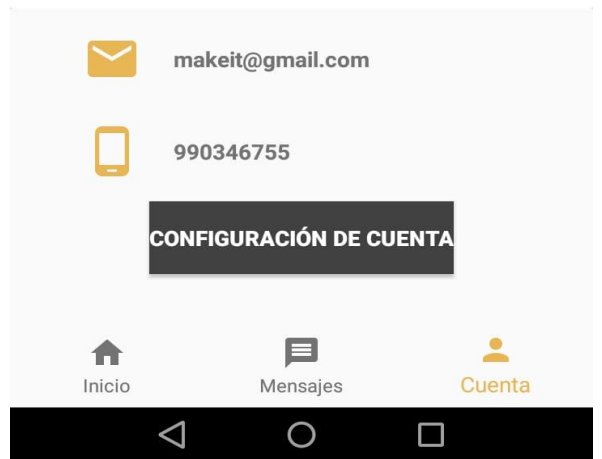 makeit@gmail.com
990346755
CONFIGURACIÓN DE CUENTA
Inicio
Mensajes
Cuenta